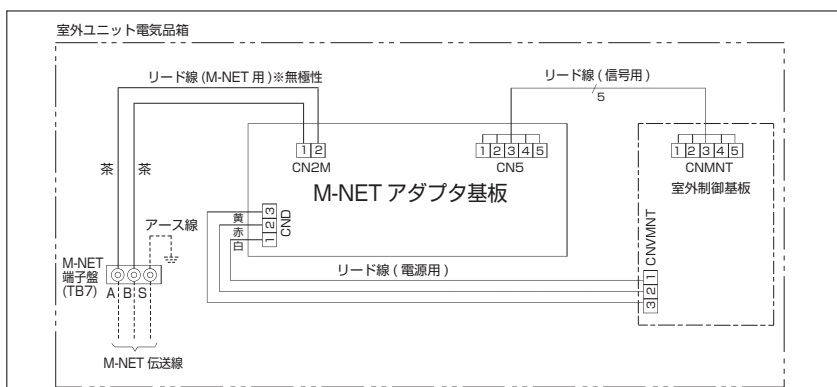 室外ユニット電気品箱
リード線 (M-NET 用) ※無極性
リード線 ( 信号用 )
5
1 2
CN2M
1 2 3 4 5
CN5
1 2 3 4 5
CNMNT
室外制御基板
茶
茶
M-NET アダプタ基板
アース線
黄
赤
白
3
2
1
CND
M-NET
端子盤
(TB7)
A B S
リード線 ( 電源用 )
CNVMNT
1
2
3
M-NET 伝送線